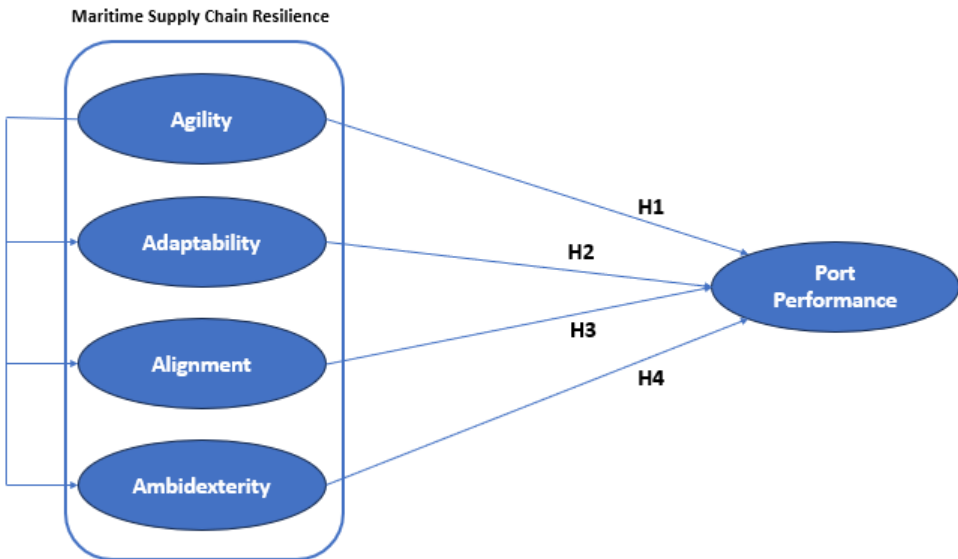 Maritime Supply Chain Resilience
Agility
H1
Adaptability
H2
Port
Performance
H3
Alignment
H4
Ambidexterity